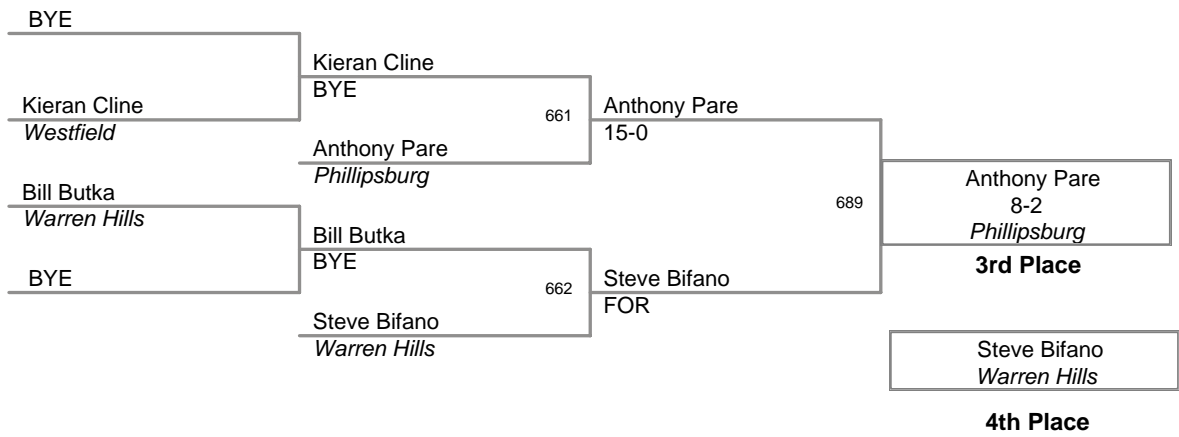 BYE
Kieran Cline
Westfield
Bill Butka
Warren Hills
BYE
Kieran Cline
BYE
Anthony Pare
Phillipsburg
Bill Butka
BYE
Steve Bifano
Warren Hills
661
662
Anthony Pare
15-0
Steve Bifano
FOR
689
Anthony Pare
8-2
Phillipsburg
3rd Place
Steve Bifano
Warren Hills
4th Place